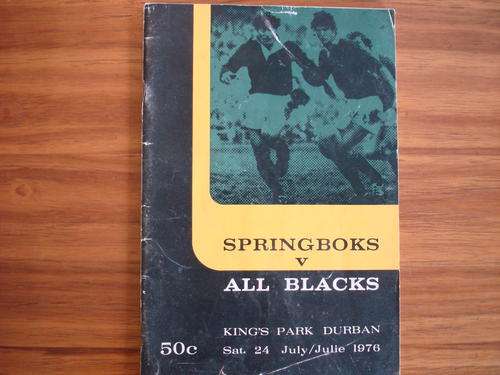 SPRINGBOKS
v
ALL BLACKS
KING'S PARK DURBAN
50c Sat. 24 July/Julie 1976